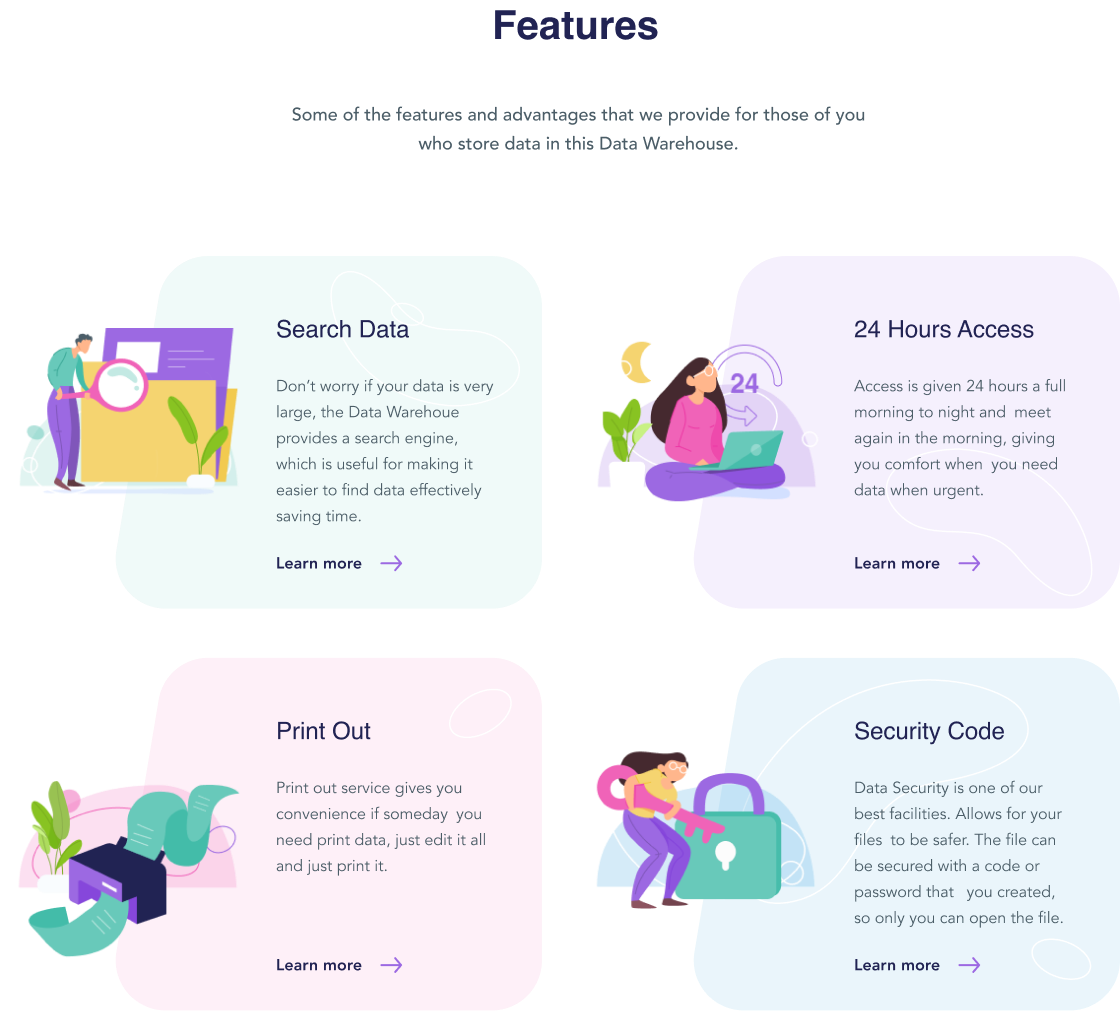 Features
Some of the features and advantages that we provide for those of you
who store data in this Data Warehouse.
Search Data
Don't worry if your data is very
large, the Data Warehoue
provides a search engine,
which is useful for making it
easier to find data effectively
saving time.
Learn more
24
24 Hours Access
Access is given 24 hours a full
morning to night and  meet
again in the morning, giving
you comfort when  you need
data when urgent.
Learn more
Print Out
Print out service gives you
convenience if someday  you
need print data, just edit it all
and just print it.
Learn more
Security Code
Data Security is one of our
best facilities. Allows for your
files  to be safer. The file can
be secured with a code or
password that   you created,
so only you can open the file.
Learn more